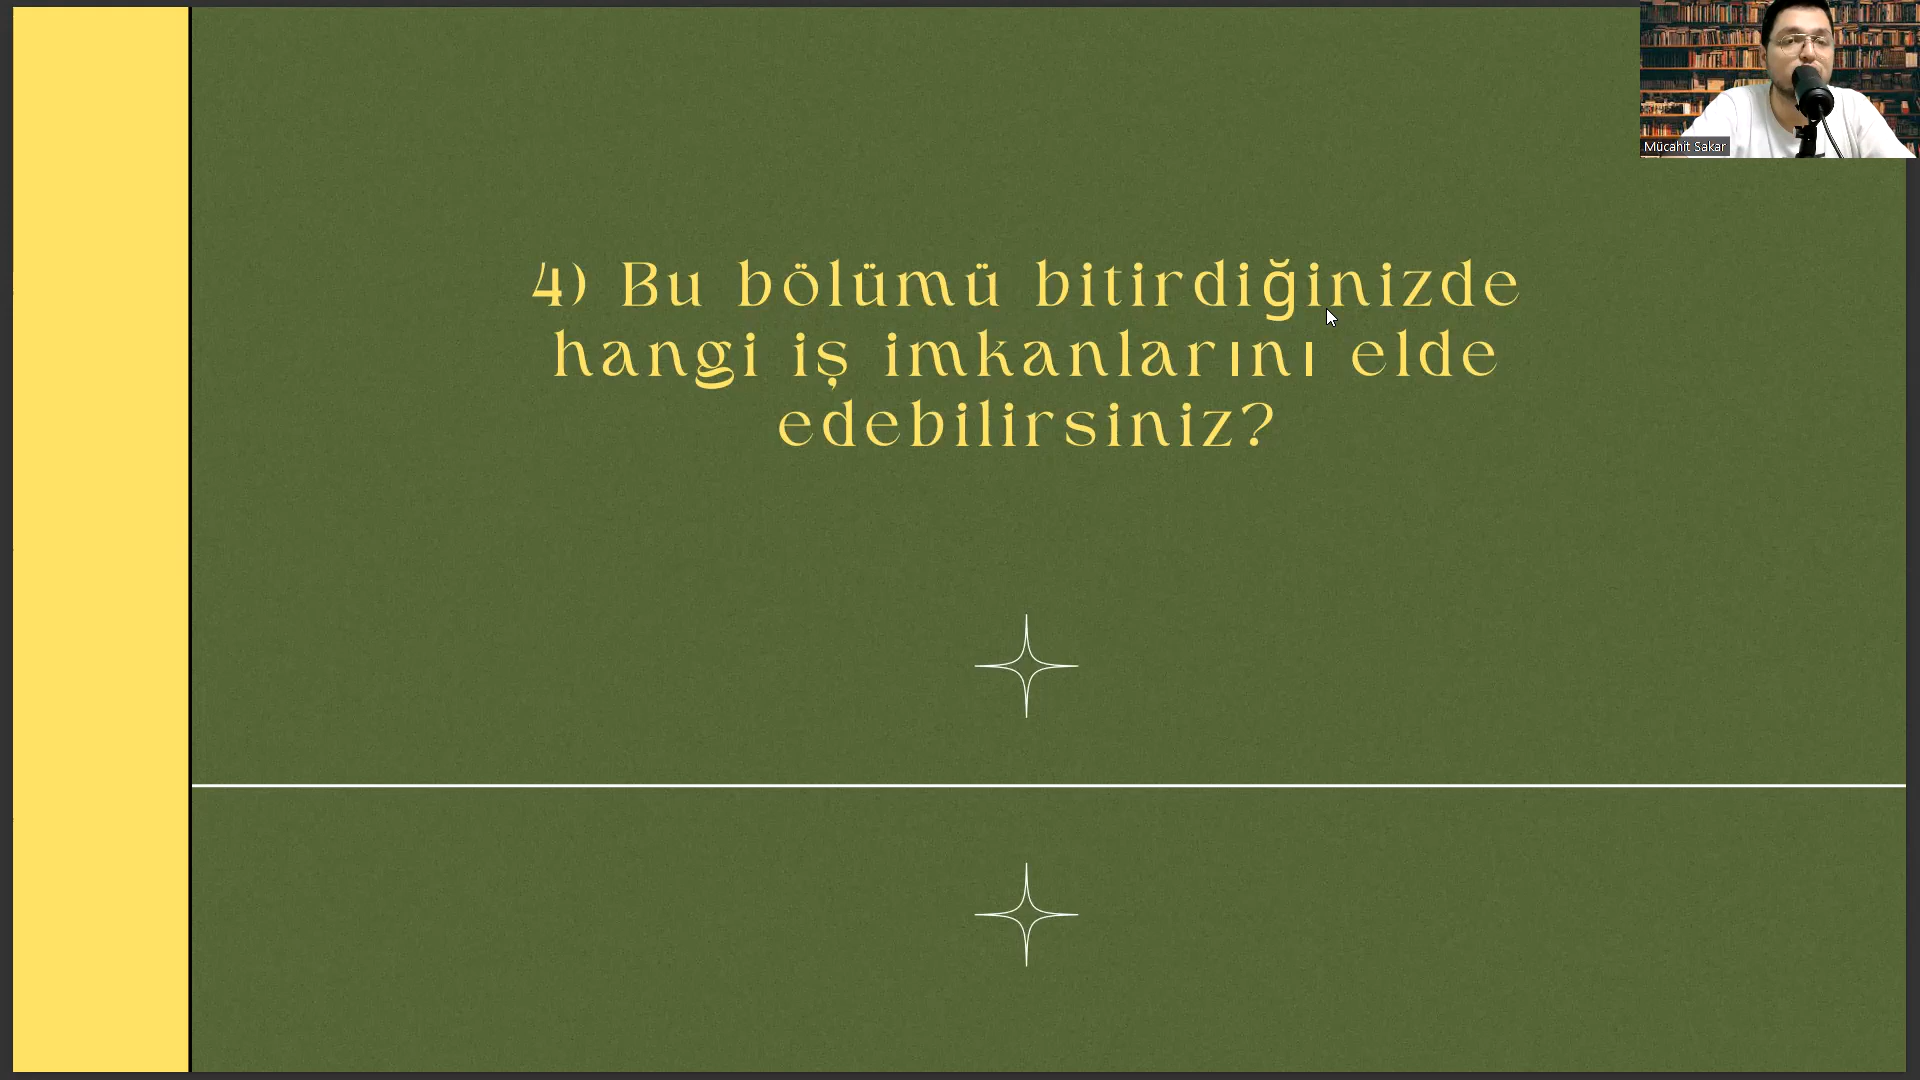 Mücahit Sakar
4) Bu bölümü bitirdiğinizde
hangi iş imkanlarını elde
edebilirsiniz?